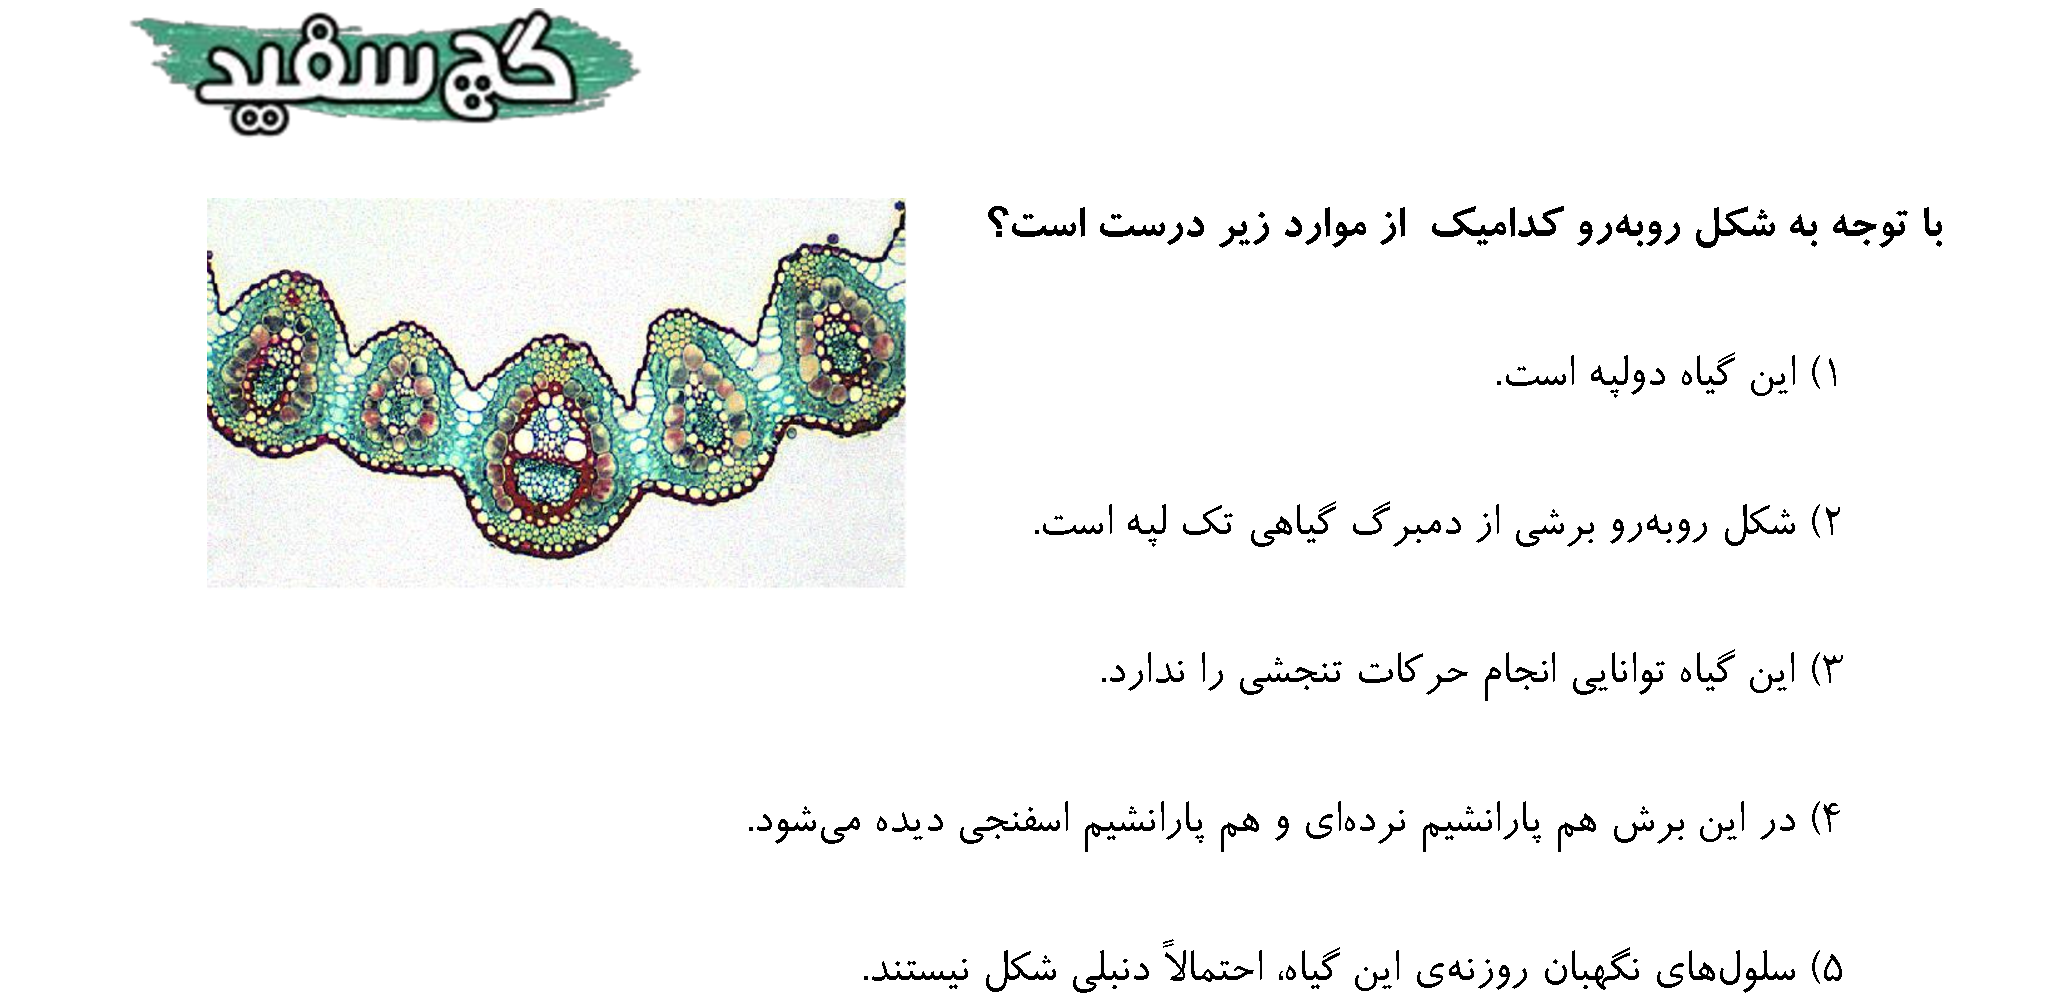 گچ سفید
با توجه به شکل روبه‌رو کدامیک از موارد زیر درست است؟
۱) این گیاه دولپه است.
۲) شکل روبه‌رو برشی از دمبرگ گیاهی تک لپه است.
۳) این گیاه توانایی انجام حرکات تنجشی را ندارد.
۴) در این برش هم پارانشیم نرده‌ای و هم پارانشیم اسفنجی دیده می‌شود.
۵) سلول‌های نگهبان روزنه‌ی این گیاه، احتمالاً دنبلی شکل نیستند.